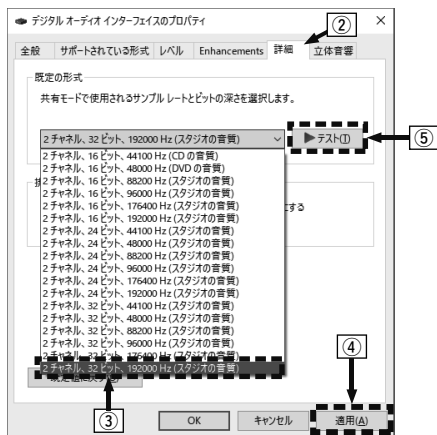 デジタル オーディオ インターフェイスのプロパティ
②
全般 サポートされている形式 レベル Enhancements 詳細 立体音響
既定の形式
共有モードで使用されるサンプル レートとビットの深さを選択します。
2 チャネル、32 ビット、192000 Hz (スタジオの音質)
▶テスト(T)
⑤
2 チャネル、16 ビット、44100 Hz (CD の音質)
2 チャネル、16 ビット、48000 Hz (DVD の音質)
2 チャネル、16 ビット、88200 Hz (スタジオの音質)
2 チャネル、16 ビット、96000 Hz (スタジオの音質)
2 チャネル、16 ビット、176400 Hz (スタジオの音質)
2 チャネル、16 ビット、192000 Hz (スタジオの音質)
2 チャネル、24 ビット、44100 Hz (スタジオの音質)
2 チャネル、24 ビット、48000 Hz (スタジオの音質)
2 チャネル、24 ビット、88200 Hz (スタジオの音質)
2 チャネル、24 ビット、96000 Hz (スタジオの音質)
2 チャネル、24 ビット、176400 Hz (スタジオの音質)
2 チャネル、24 ビット、192000 Hz (スタジオの音質)
2 チャネル、32 ビット、44100 Hz (スタジオの音質)
2 チャネル、32 ビット、48000 Hz (スタジオの音質)
2 チャネル、32 ビット、88200 Hz (スタジオの音質)
2 チャネル、32 ビット、96000 Hz (スタジオの音質)
2 チャネル、32 ビット、176400 Hz (スタジオの音質)
2 チャネル、32 ビット、192000 Hz (スタジオの音質)
する
④
③
OK キャンセル 適用(A)